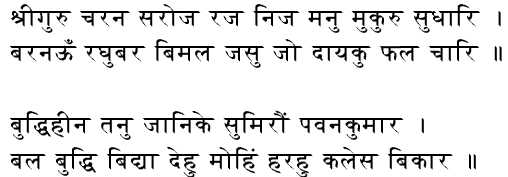 श्रीगुरु चरन सरोज रज निज मनु मुकुरु सुधारि ।
बरनऊँ रघुबर बिमल जसु जो दायकु फल चारि ॥
बुद्धिहीन तनु जानिके सुमिरौं पवनकुमार ।
बल बुद्धि बिद्या देहु मोहिं हरहु कलेस बिकार ॥